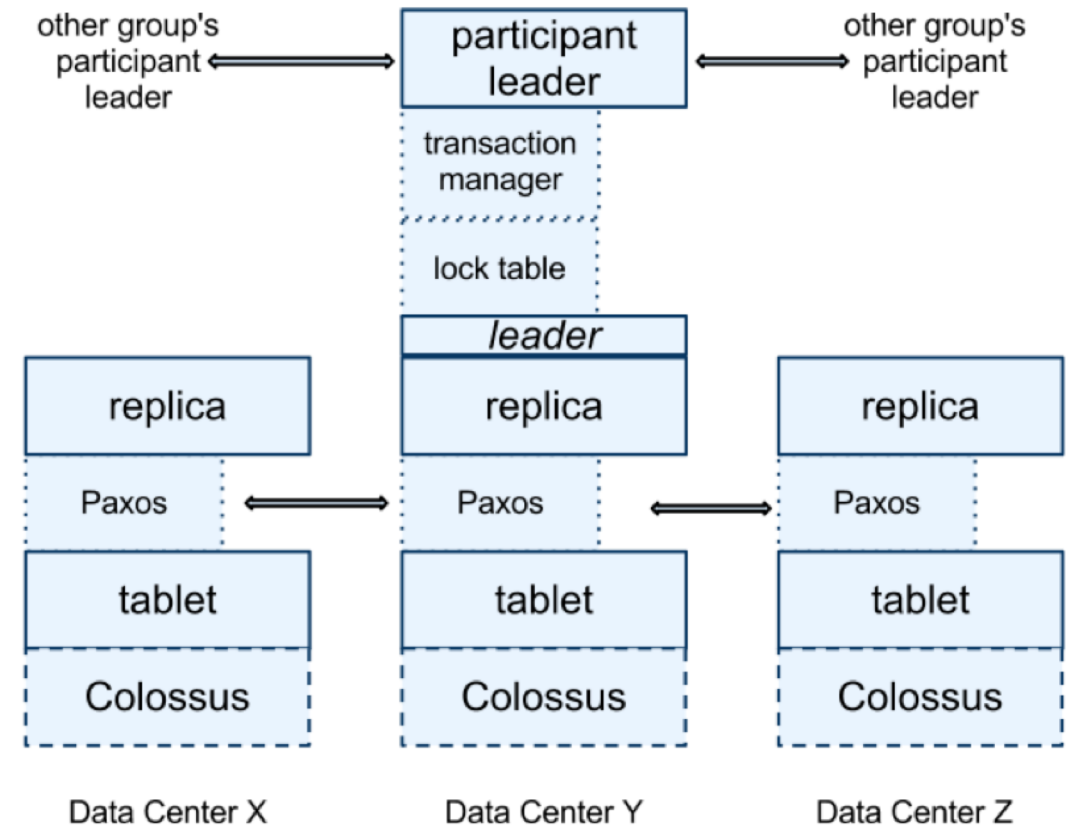 other group's
participant
leader
participant
leader
other group's
participant
leader
transaction
manager
lock table
leader
replica
replica
replica
Paxos
Paxos
Paxos
tablet
tablet
tablet
Colossus
Colossus
Colossus
Data Center X
Data Center Y
Data Center Z